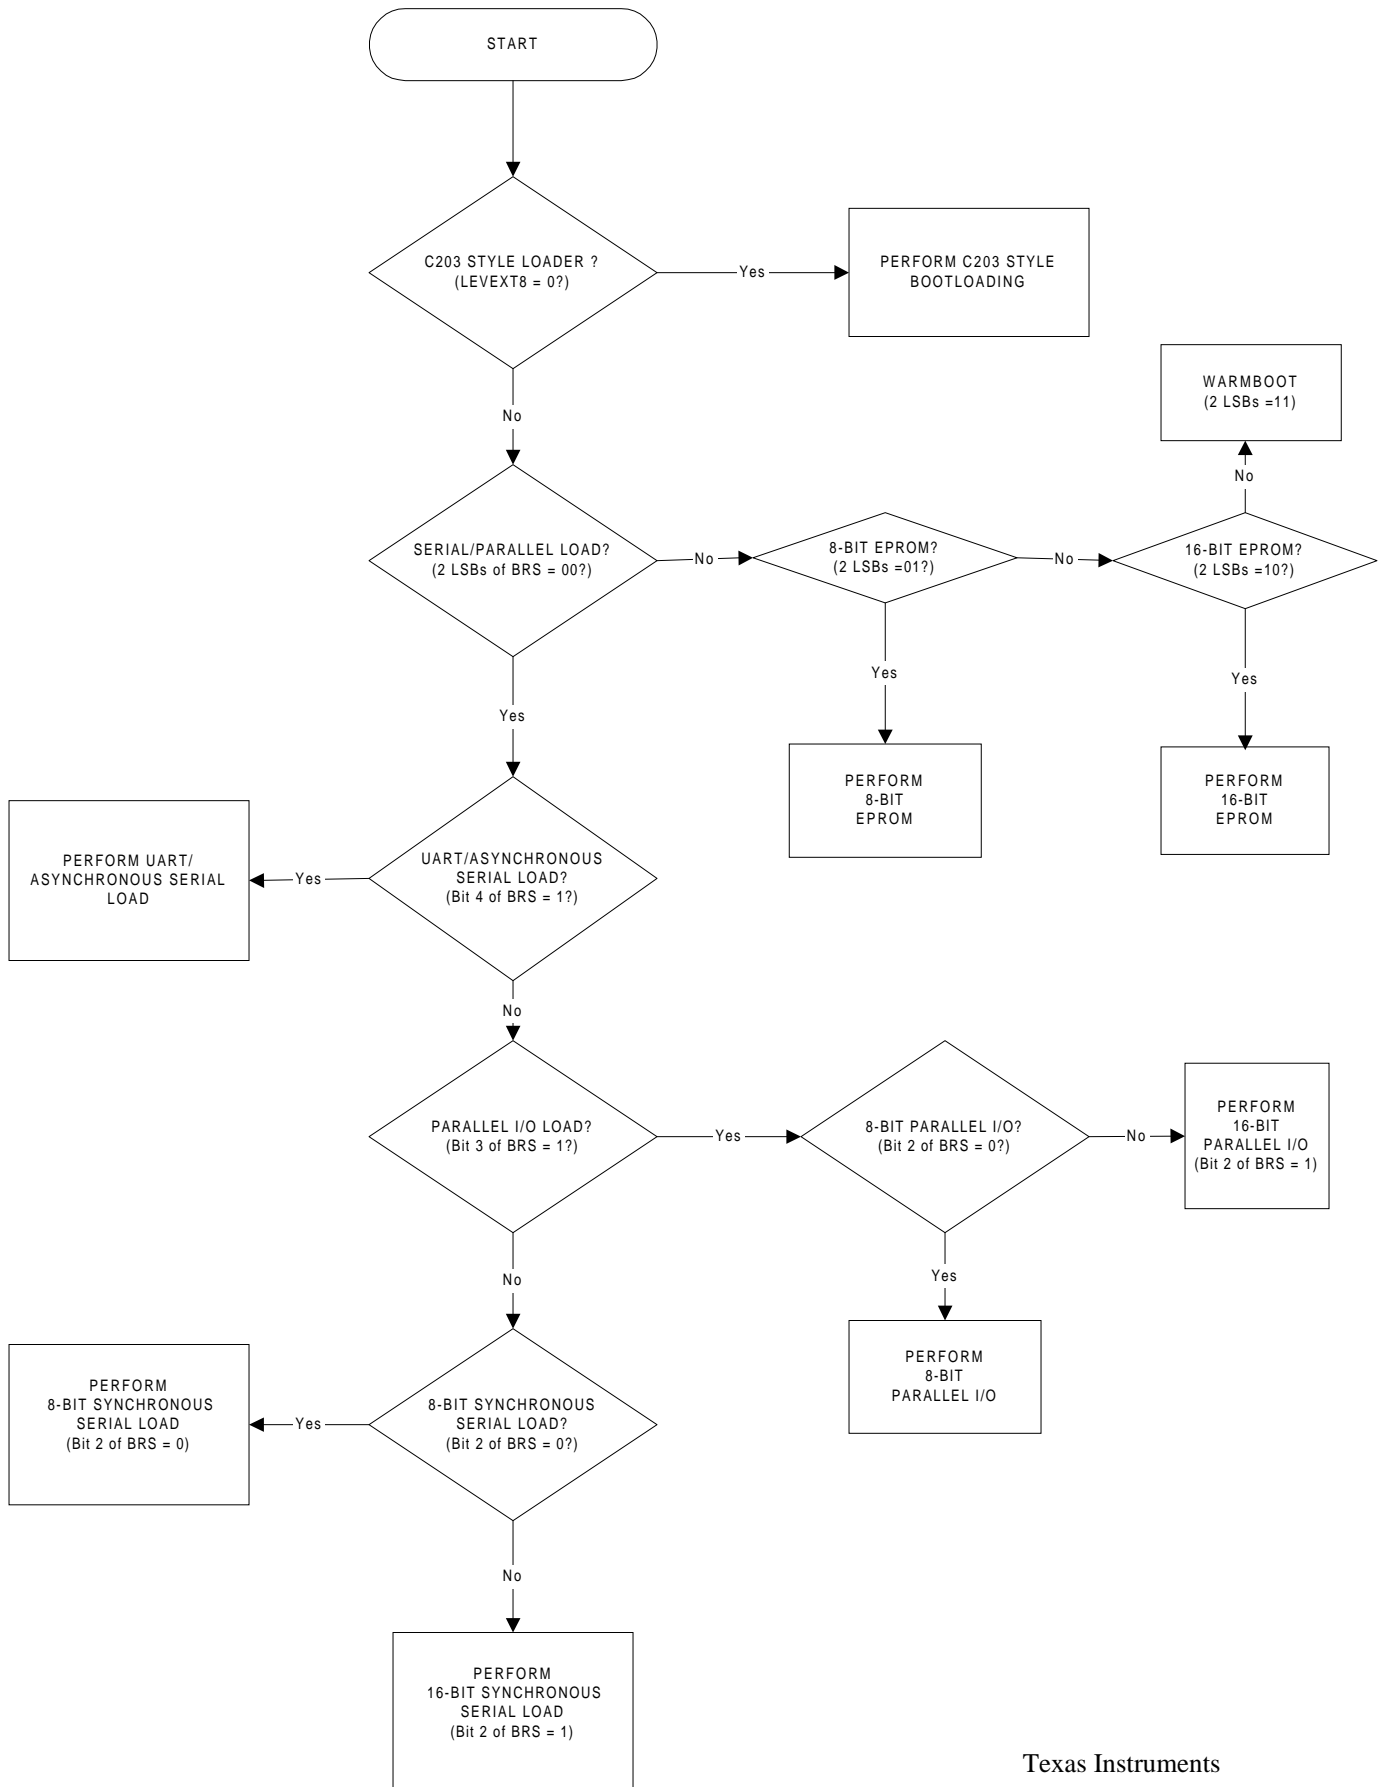 START
C203 STYLE LOADER ?
(LEVEXT8 = 0?)
Yes
PERFORM C203 STYLE
BOOTLOADING
No
WARMBOOT
(2 LSBs =11)
No
SERIAL/PARALLEL LOAD?
(2 LSBs of BRS = 00?)
No
8-BIT EPROM?
(2 LSBs =01?)
No
16-BIT EPROM?
(2 LSBs =10?)
Yes
Yes
Yes
PERFORM
8-BIT
EPROM
PERFORM
16-BIT
EPROM
PERFORM UART/
ASYNCHRONOUS SERIAL
LOAD
Yes
UART/ASYNCHRONOUS
SERIAL LOAD?
(Bit 4 of BRS = 1?)
No
PARALLEL I/O LOAD?
(Bit 3 of BRS = 1?)
Yes
8-BIT PARALLEL I/O?
(Bit 2 of BRS = 0?)
No
PERFORM
16-BIT
PARALLEL I/O
(Bit 2 of BRS = 1)
No
Yes
PERFORM
8-BIT
PARALLEL I/O
PERFORM
8-BIT SYNCHRONOUS
SERIAL LOAD
(Bit 2 of BRS = 0)
Yes
8-BIT SYNCHRONOUS
SERIAL LOAD?
(Bit 2 of BRS = 0?)
No
PERFORM
16-BIT SYNCHRONOUS
SERIAL LOAD
(Bit 2 of BRS = 1)
Texas Instruments